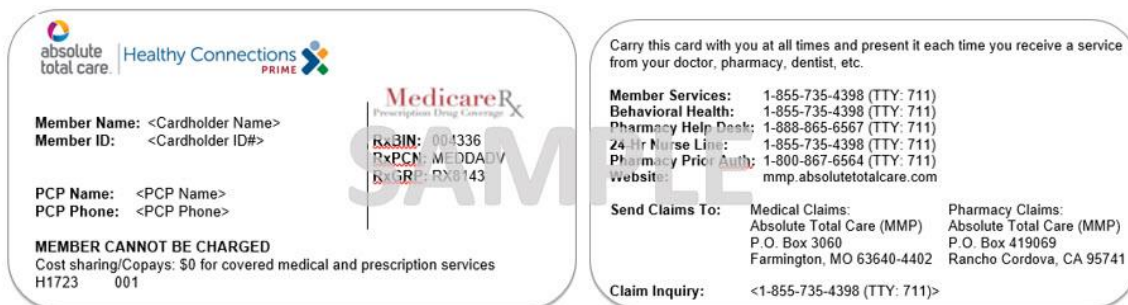 absolute
total care.
Healthy Connections
PRIME
MedicareRx
Prescription Drug Coverage
Member Name: <Cardholder Name>
Member ID: <Cardholder ID#>
RxBIN: 004336
RxPCN: MEDDADV
RxGRP: RX8143
PCP Name: <PCP Name>
PCP Phone: <PCP Phone>
MEMBER CANNOT BE CHARGED
Cost sharing/Copays: $0 for covered medical and prescription services
H1723 001
SAMPLE
Carry this card with you at all times and present it each time you receive a service
from your doctor, pharmacy, dentist, etc.
Member Services: 1-855-735-4398 (TTY: 711)
Behavioral Health: 1-855-735-4398 (TTY: 711)
Pharmacy Help Desk: 1-888-865-6567 (TTY: 711)
24-Hr Nurse Line: 1-855-735-4398 (TTY: 711)
Pharmacy Prior Auth: 1-800-867-6564 (TTY: 711)
Website: mmp.absolutetotalcare.com
Send Claims To: Medical Claims: Pharmacy Claims:
Absolute Total Care (MMP) Absolute Total Care (MMP)
P.O. Box 3060 P.O. Box 419069
Farmington, MO 63640-4402 Rancho Cordova, CA 95741
Claim Inquiry: <1-855-735-4398 (TTY: 711)>